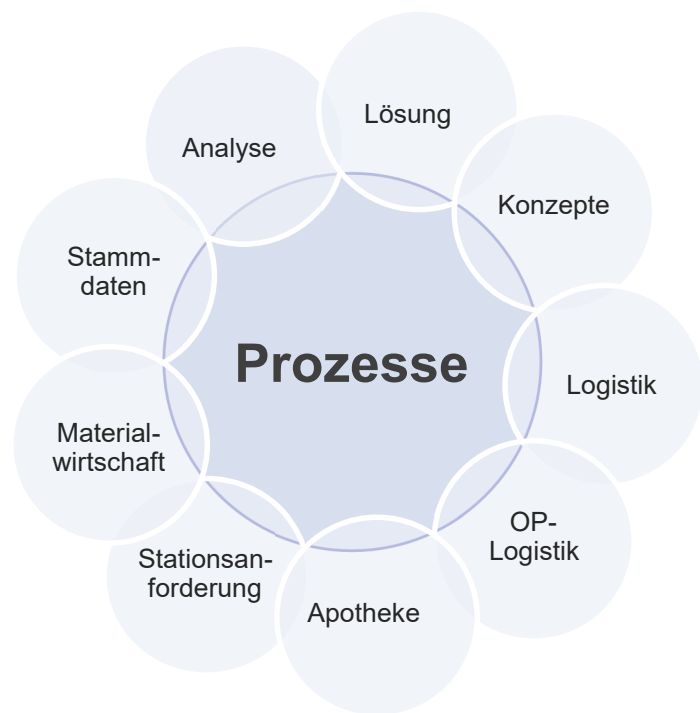 Lösung
Analyse
Konzepte
Stamm-
daten
Prozesse
Logistik
Material-
wirtschaft
OP-
Logistik
Stationsan-
forderung
Apotheke